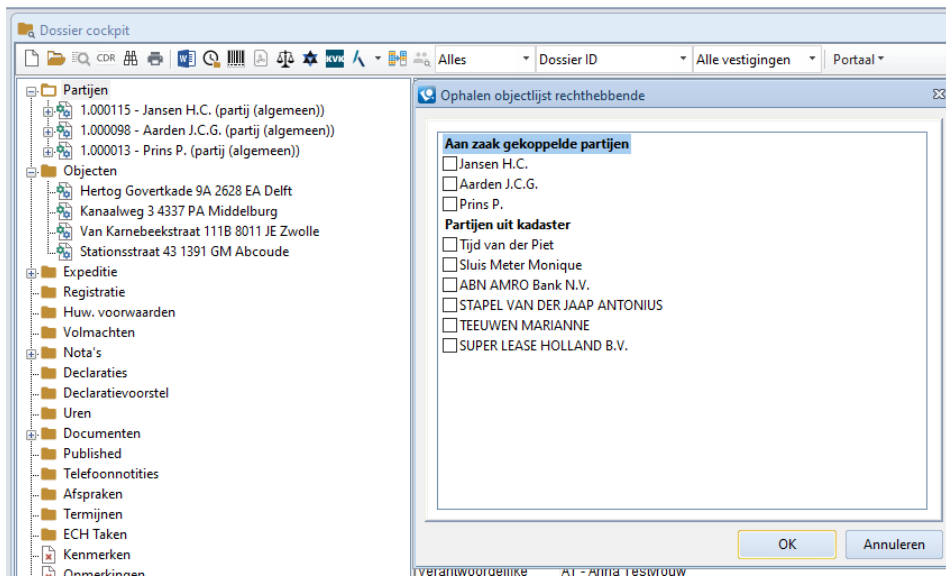 Dossier cockpit
CDR KVK Alles Dossier ID Alle vestigingen Portaal
Partijen
1.000115 - Jansen H.C. (partij (algemeen))
1.000098 - Aarden J.C.G. (partij (algemeen))
1.000013 - Prins P. (partij (algemeen))
Objecten
Hertog Govertkade 9A 2628 EA Delft
Kanaalweg 3 4337 PA Middelburg
Van Karnebeekstraat 111B 8011 JE Zwolle
Stationsstraat 43 1391 GM Abcoude
Expeditie
Registratie
Huw. voorwaarden
Volmachten
Nota's
Declaraties
Declaratievoorstel
Uren
Documenten
Published
Telefoonnotities
Afspraken
Termijnen
ECH Taken
Kenmerken
Opmerkingen
Ophalen objectlijst rechthebbende
Aan zaak gekoppelde partijen
Jansen H.C.
Aarden J.C.G.
Prins P.
Partijen uit kadaster
Tijd van der Piet
Sluis Meter Monique
ABN AMRO Bank N.V.
STAPEL VAN DER JAAP ANTONIUS
TEEUWEN MARIANNE
SUPER LEASE HOLLAND B.V.
OK Annuleren
Verantwoordelijke AT - Anna Testvrouw